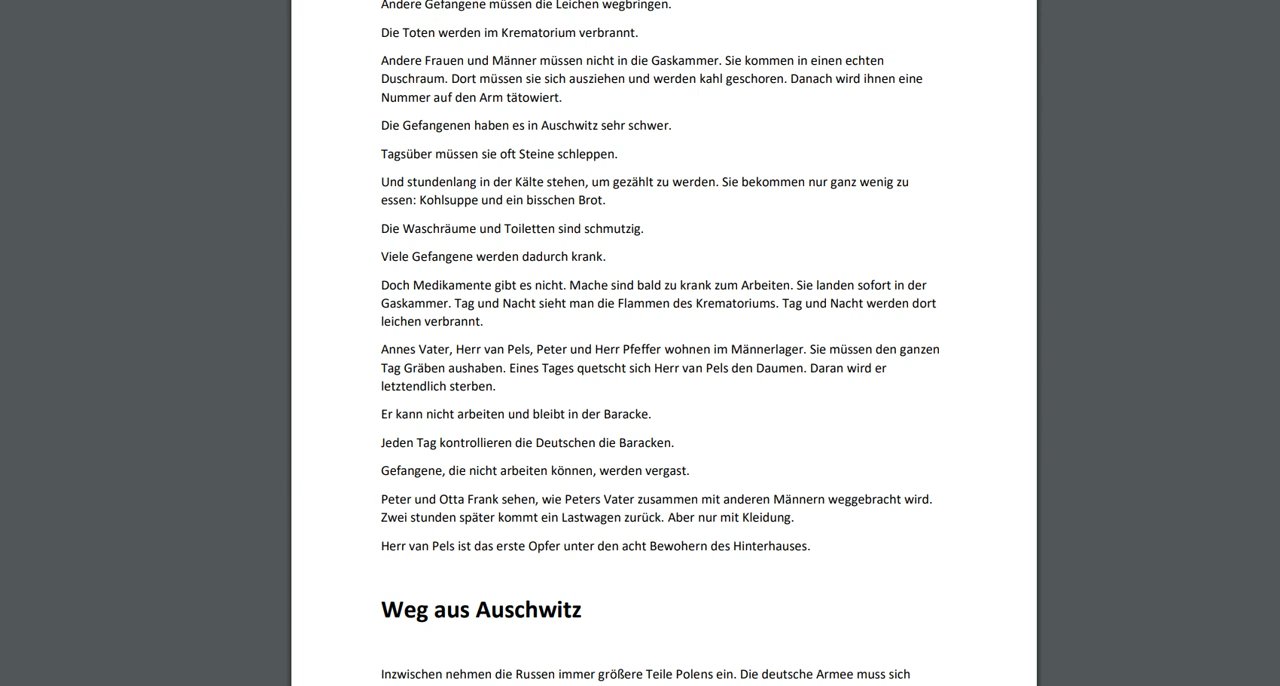 Andere Gefangene müssen die Leichen wegbringen.
Die Toten werden im Krematorium verbrannt.
Andere Frauen und Männer müssen nicht in die Gaskammer. Sie kommen in einen echten
Duschraum. Dort müssen sie sich ausziehen und werden kahl geschoren. Danach wird ihnen eine
Nummer auf den Arm tätowiert.
Die Gefangenen haben es in Auschwitz sehr schwer.
Tagsüber müssen sie oft Steine schleppen.
Und stundenlang in der Kälte stehen, um gezählt zu werden. Sie bekommen nur ganz wenig zu
essen: Kohlsuppe und ein bisschen Brot.
Die Waschräume und Toiletten sind schmutzig.
Viele Gefangene werden dadurch krank.
Doch Medikamente gibt es nicht. Mache sind bald zu krank zum Arbeiten. Sie landen sofort in der
Gaskammer. Tag und Nacht sieht man die Flammen des Krematoriums. Tag und Nacht werden dort
leichen verbrannt.
Annes Vater, Herr van Pels, Peter und Herr Pfeffer wohnen im Männerlager. Sie müssen den ganzen
Tag Gräben aushaben. Eines Tages quetscht sich Herr van Pels den Daumen. Daran wird er
letztendlich sterben.
Er kann nicht arbeiten und bleibt in der Baracke.
Jeden Tag kontrollieren die Deutschen die Baracken.
Gefangene, die nicht arbeiten können, werden vergast.
Peter und Otta Frank sehen, wie Peters Vater zusammen mit anderen Männern weggebracht wird.
Zwei stunden später kommt ein Lastwagen zurück. Aber nur mit Kleidung.
Herr van Pels ist das erste Opfer unter den acht Bewohern des Hinterhauses.
Weg aus Auschwitz
Inzwischen nehmen die Russen immer größere Teile Polens ein. Die deutsche Armee muss sich